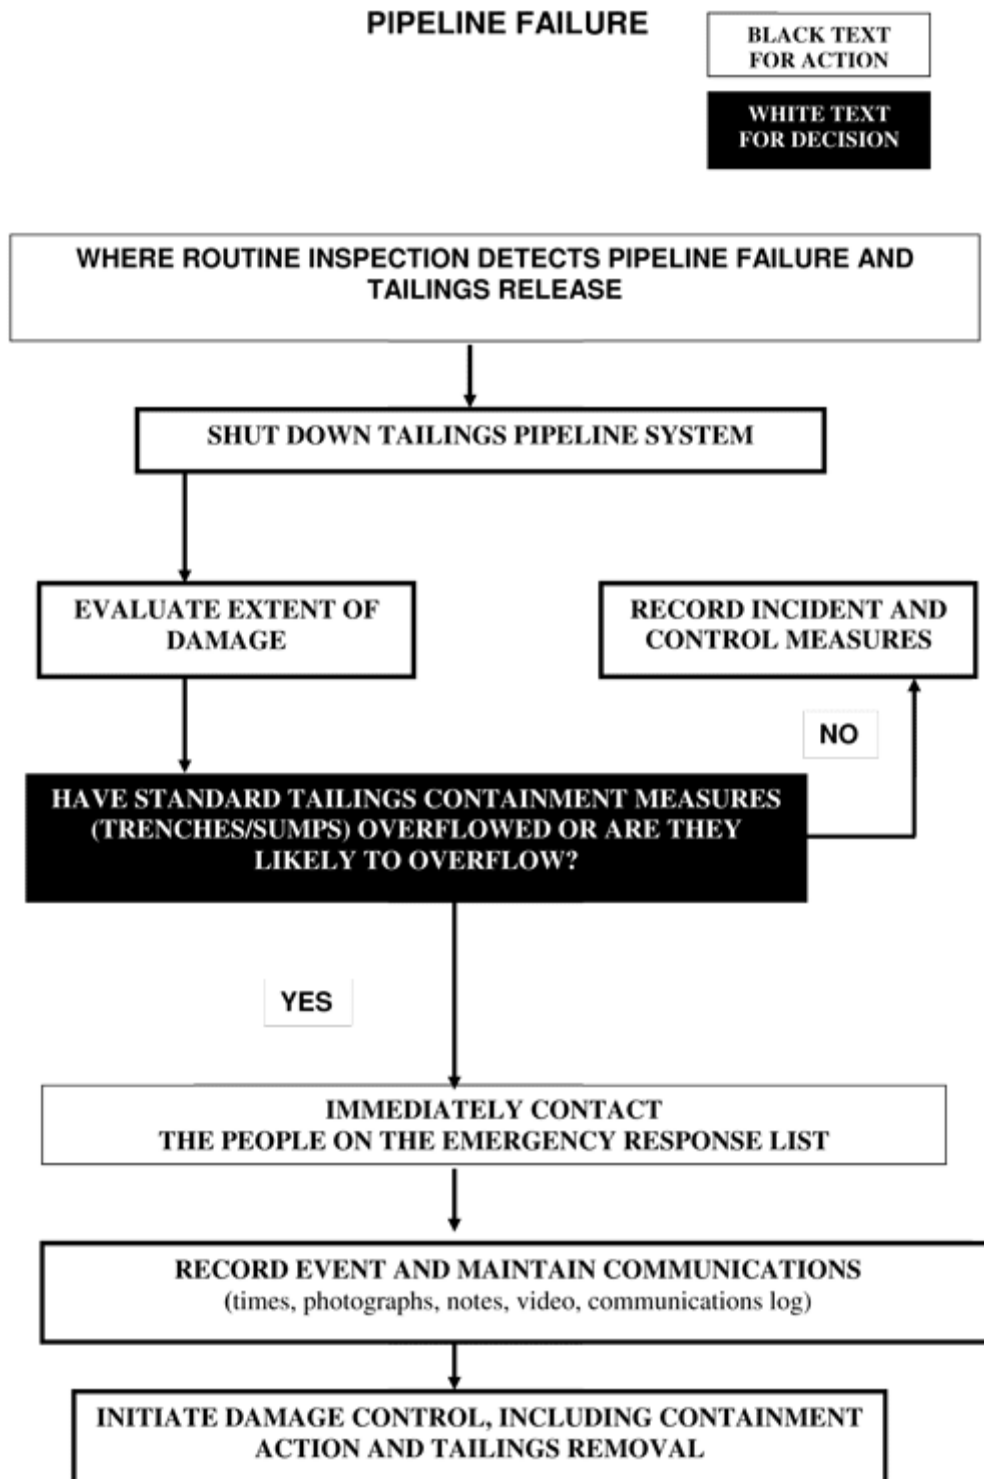 PIPELINE FAILURE
BLACK TEXT
FOR ACTION
WHITE TEXT
FOR DECISION
WHERE ROUTINE INSPECTION DETECTS PIPELINE FAILURE AND
TAILINGS RELEASE
SHUT DOWN TAILINGS PIPELINE SYSTEM
EVALUATE EXTENT OF
DAMAGE
RECORD INCIDENT AND
CONTROL MEASURES
NO
HAVE STANDARD TAILINGS CONTAINMENT MEASURES
(TRENCHES/SUMPS) OVERFLOWED OR ARE THEY
LIKELY TO OVERFLOW?
YES
IMMEDIATELY CONTACT
THE PEOPLE ON THE EMERGENCY RESPONSE LIST
RECORD EVENT AND MAINTAIN COMMUNICATIONS
(times, photographs, notes, video, communications log)
INITIATE DAMAGE CONTROL, INCLUDING CONTAINMENT
ACTION AND TAILINGS REMOVAL